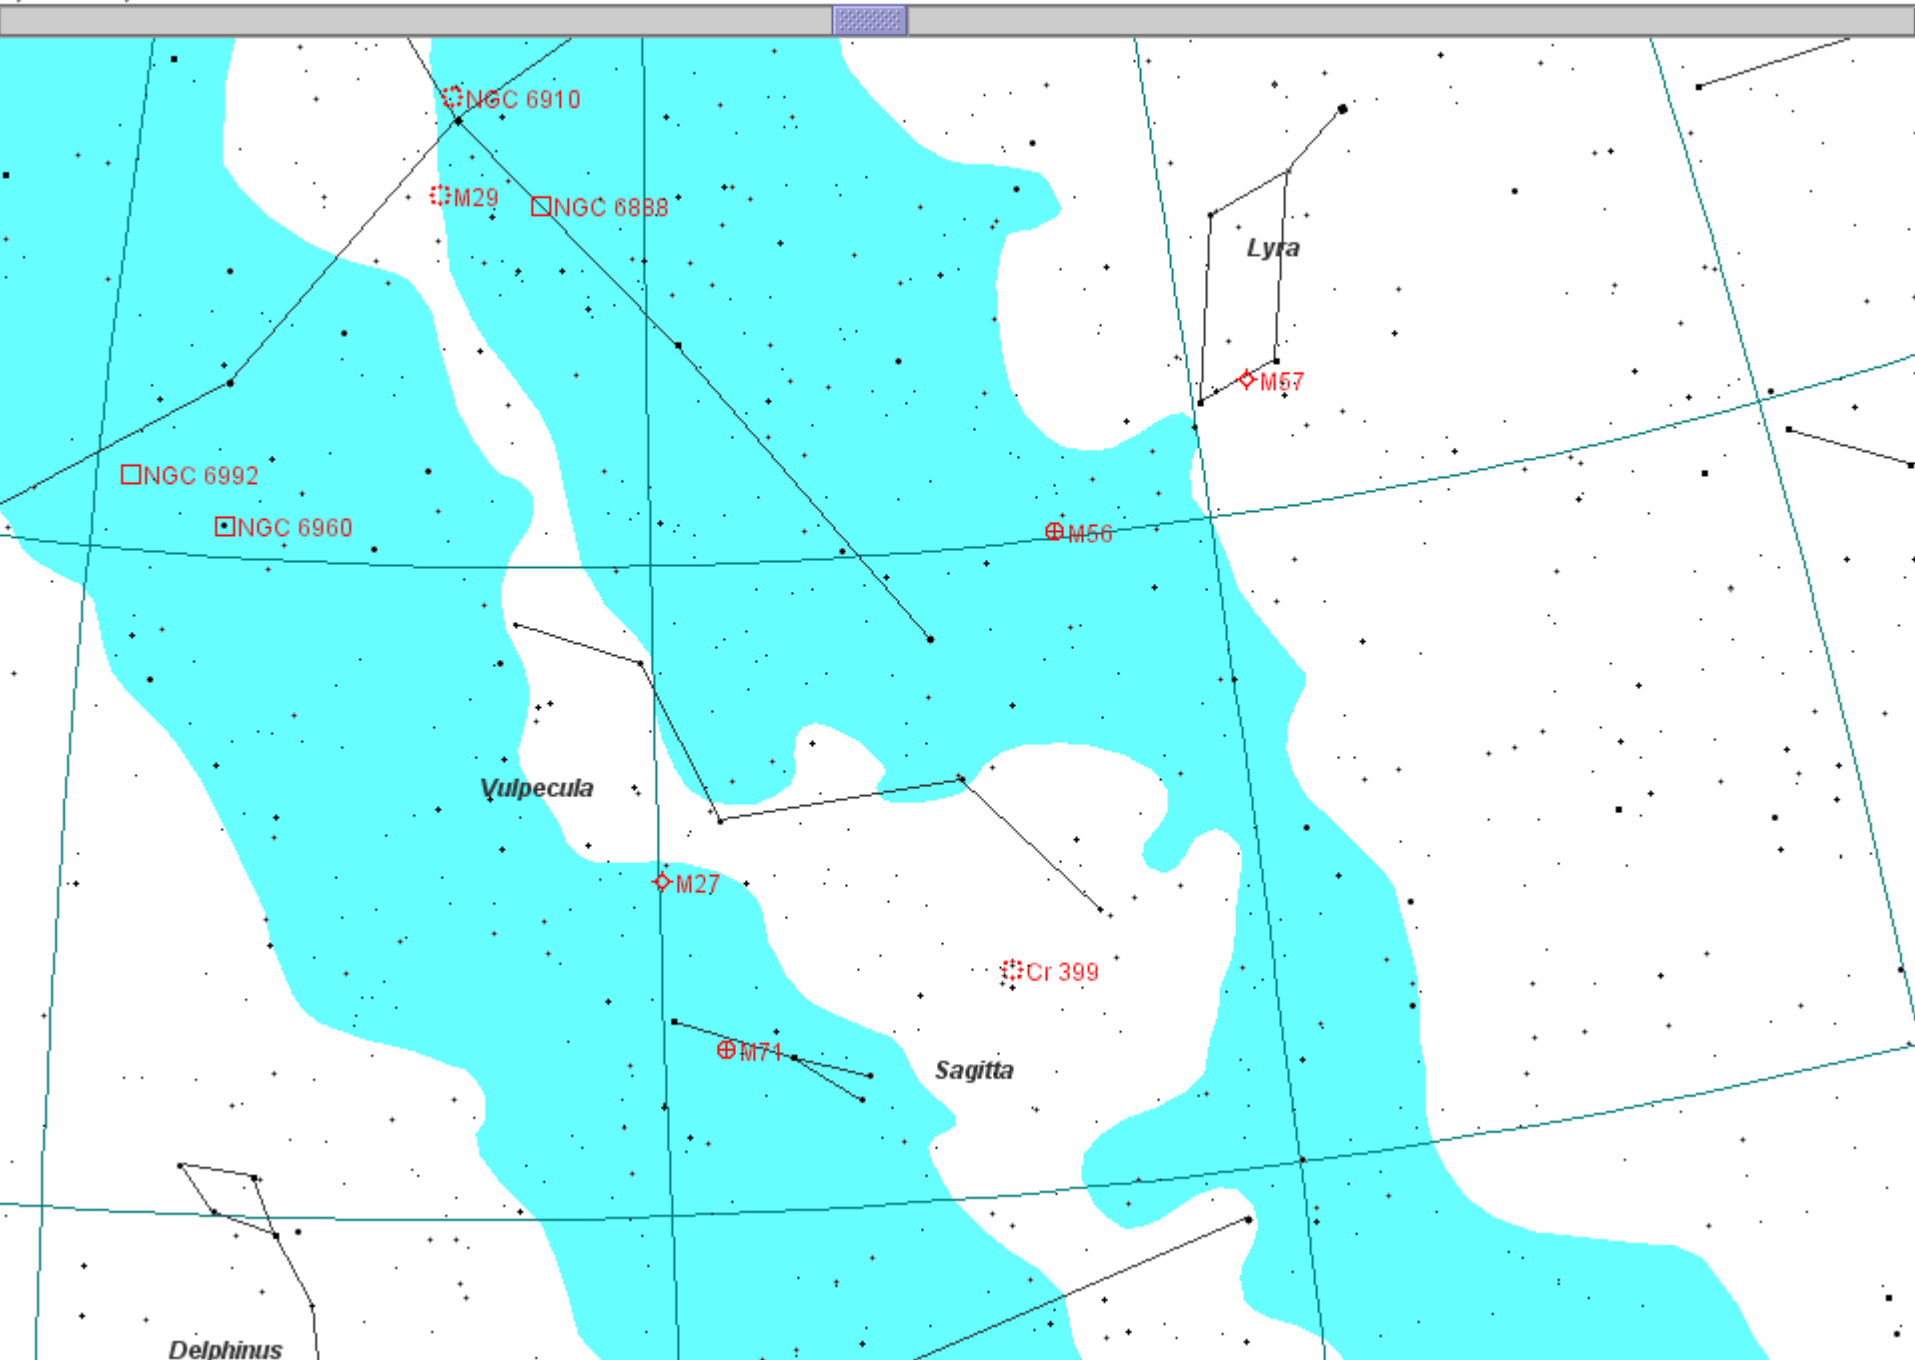 NGC 6910
M29
NGC 6888
Lyra
M57
NGC 6992
NGC 6960
M56
Vulpecula
M27
Cr 399
M71
Sagitta
Delphinus